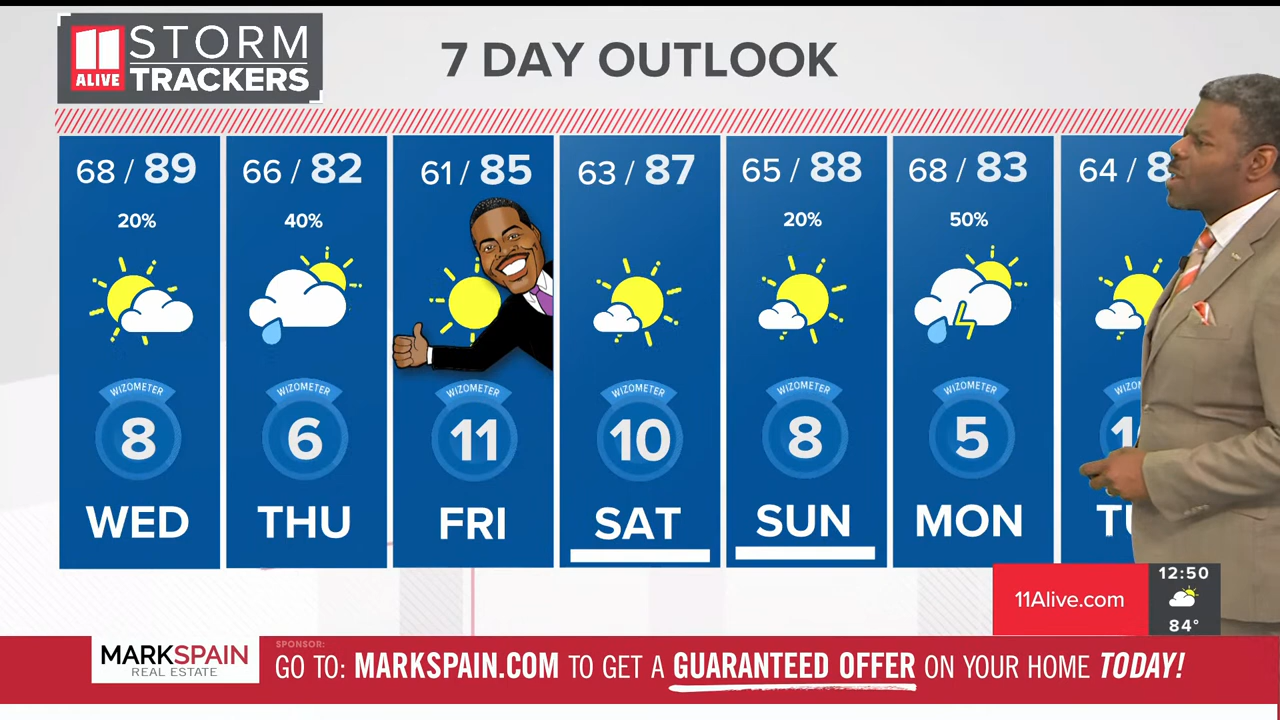 11 ALIVE
STORM
TRACKERS
7 DAY OUTLOOK
68 / 89
66 / 82
61 / 85
63 / 87
65 / 88
68 / 83
64 / 8
20%
40%
20%
50%
WIZOMETER
WIZOMETER
WIZOMETER
WIZOMETER
WIZOMETER
WIZOMETER
8
6
11
10
8
5
WED
THU
FRI
SAT
SUN
MON
11Alive.com
12:50
84°
MARKSPAIN
REAL ESTATE
SPONSOR:
GO TO: MARKSPAIN.COM TO GET A GUARANTEED OFFER ON YOUR HOME TODAY!